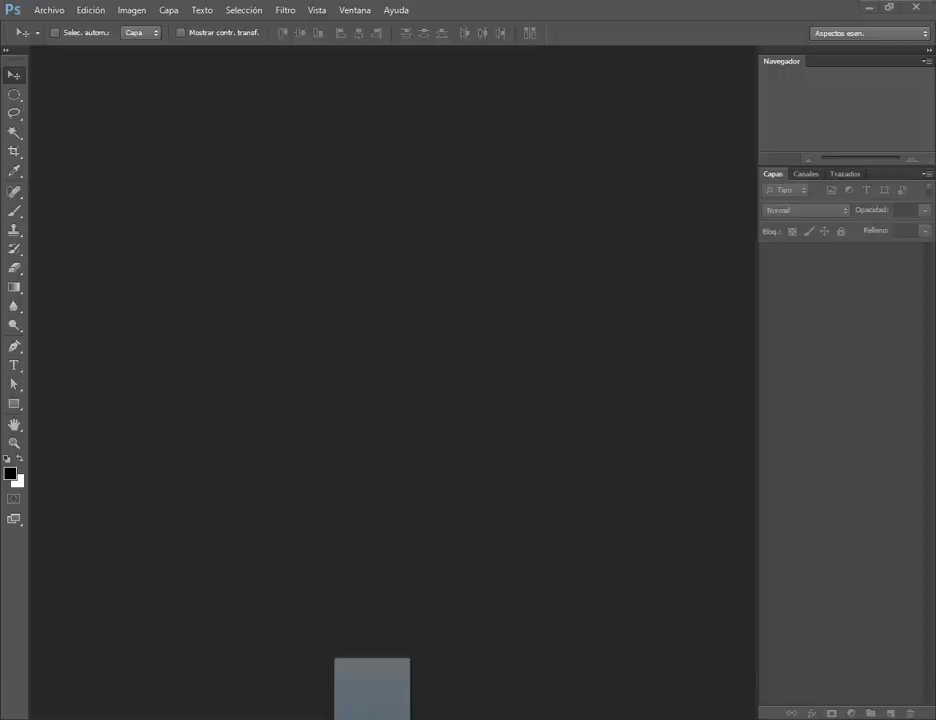 Ps Archivo Edición Imagen Capa Texto Selección Filtro Vista Ventana Ayuda
Selec. autom.: Capa Mostrar contr. transf. Aspectos esen.
Navegador
Capas Canales Trazados
Tipo
Normal Opacidad:
Bloq.: Relleno: